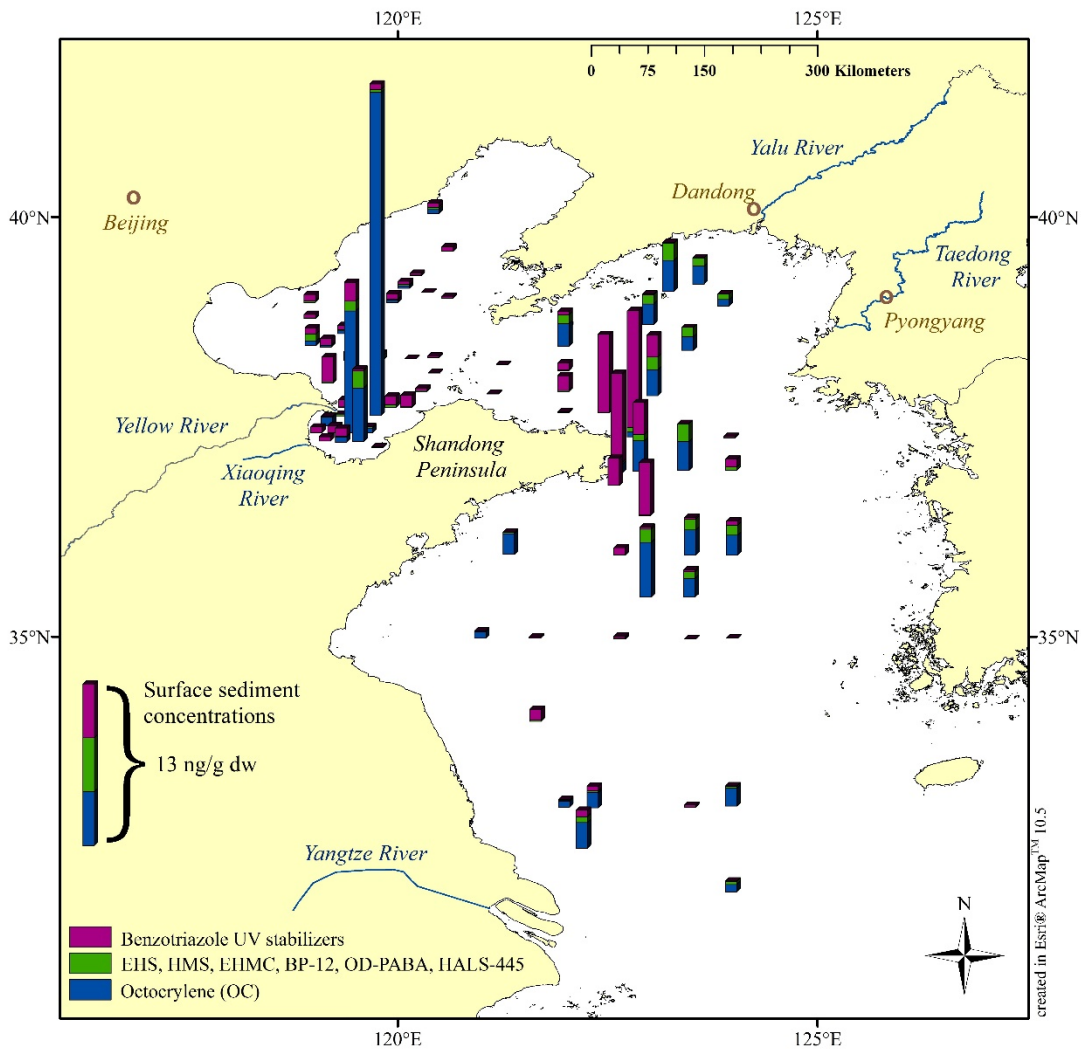 120°E 125°E
0 75 150 300 Kilometers
Yalu River
Dandong
40°N 40°N
Beijing
Taedong
River
Pyongyang
Yellow River
Shandong
Peninsula
Xiaoqing
River
35°N 35°N
Surface sediment
concentrations
13 ng/g dw
Yangtze River
N
Benzotriazole UV stabilizers
EHS, HMS, EHMC, BP-12, OD-PABA, HALS-445
Octocrylene (OC)
created in Esri® ArcMap™ 10.5
120°E 125°E